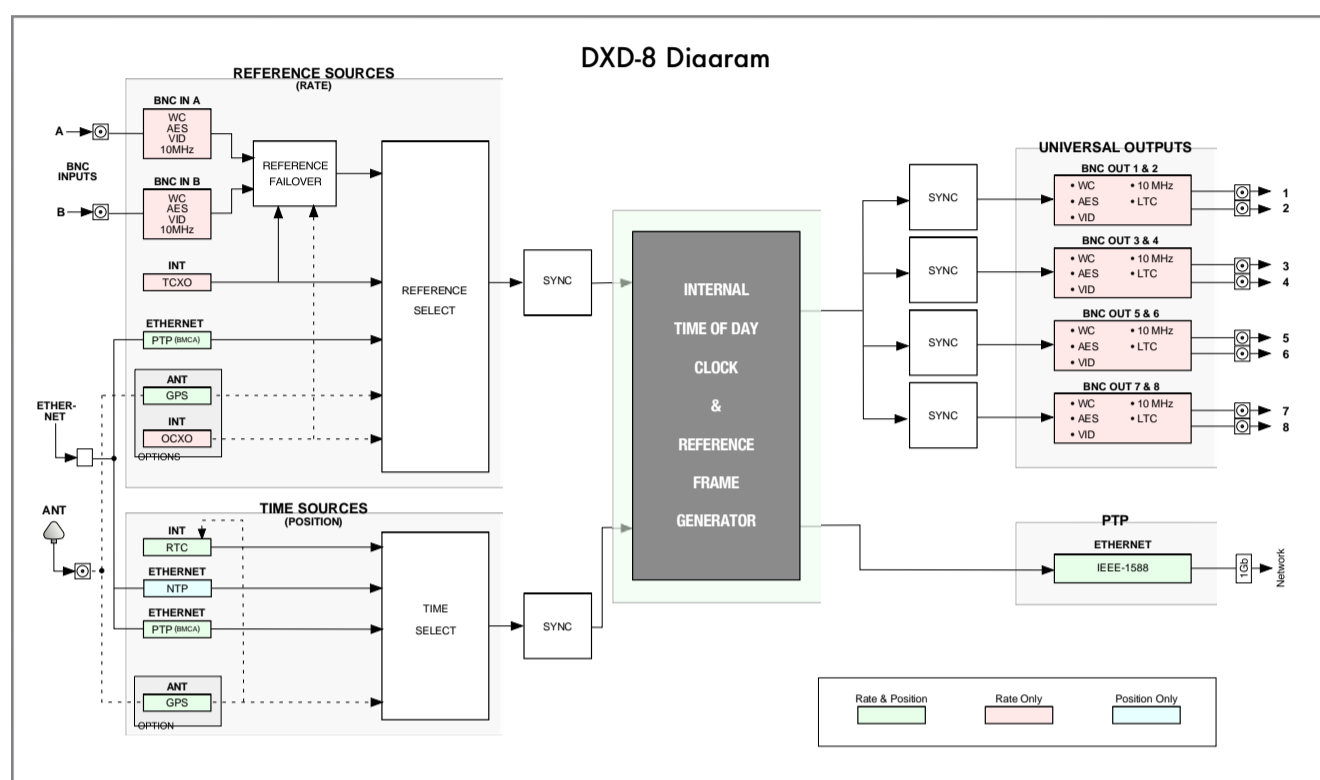 DXD-8 Diagram
REFERENCE SOURCES
(RATE)
BNC IN A
WC
AES
VID
10MHz
A
BNC
INPUTS
B
BNC IN B
WC
AES
VID
10MHz
REFERENCE
FAILOVER
INT
TCXO
ETHERNET
PTP (BMCA)
ANT
GPS
INT
OCXO
OPTIONS
REFERENCE
SELECT
SYNC
ETHER-
NET
ANT
TIME SOURCES
(POSITION)
INT
RTC
ETHERNET
NTP
ETHERNET
PTP (BMCA)
ANT
GPS
OPTION
TIME
SELECT
SYNC
INTERNAL
TIME OF DAY
CLOCK
&
REFERENCE
FRAME
GENERATOR
SYNC
SYNC
SYNC
SYNC
UNIVERSAL OUTPUTS
BNC OUT 1 & 2
• WC • 10 MHz
• AES • LTC
• VID
1
2
BNC OUT 3 & 4
• WC • 10 MHz
• AES • LTC
• VID
3
4
BNC OUT 5 & 6
• WC • 10 MHz
• AES • LTC
• VID
5
6
BNC OUT 7 & 8
• WC • 10 MHz
• AES • LTC
• VID
7
8
PTP
ETHERNET
IEEE-1588
1Gb
Network
Rate & Position
Rate Only
Position Only